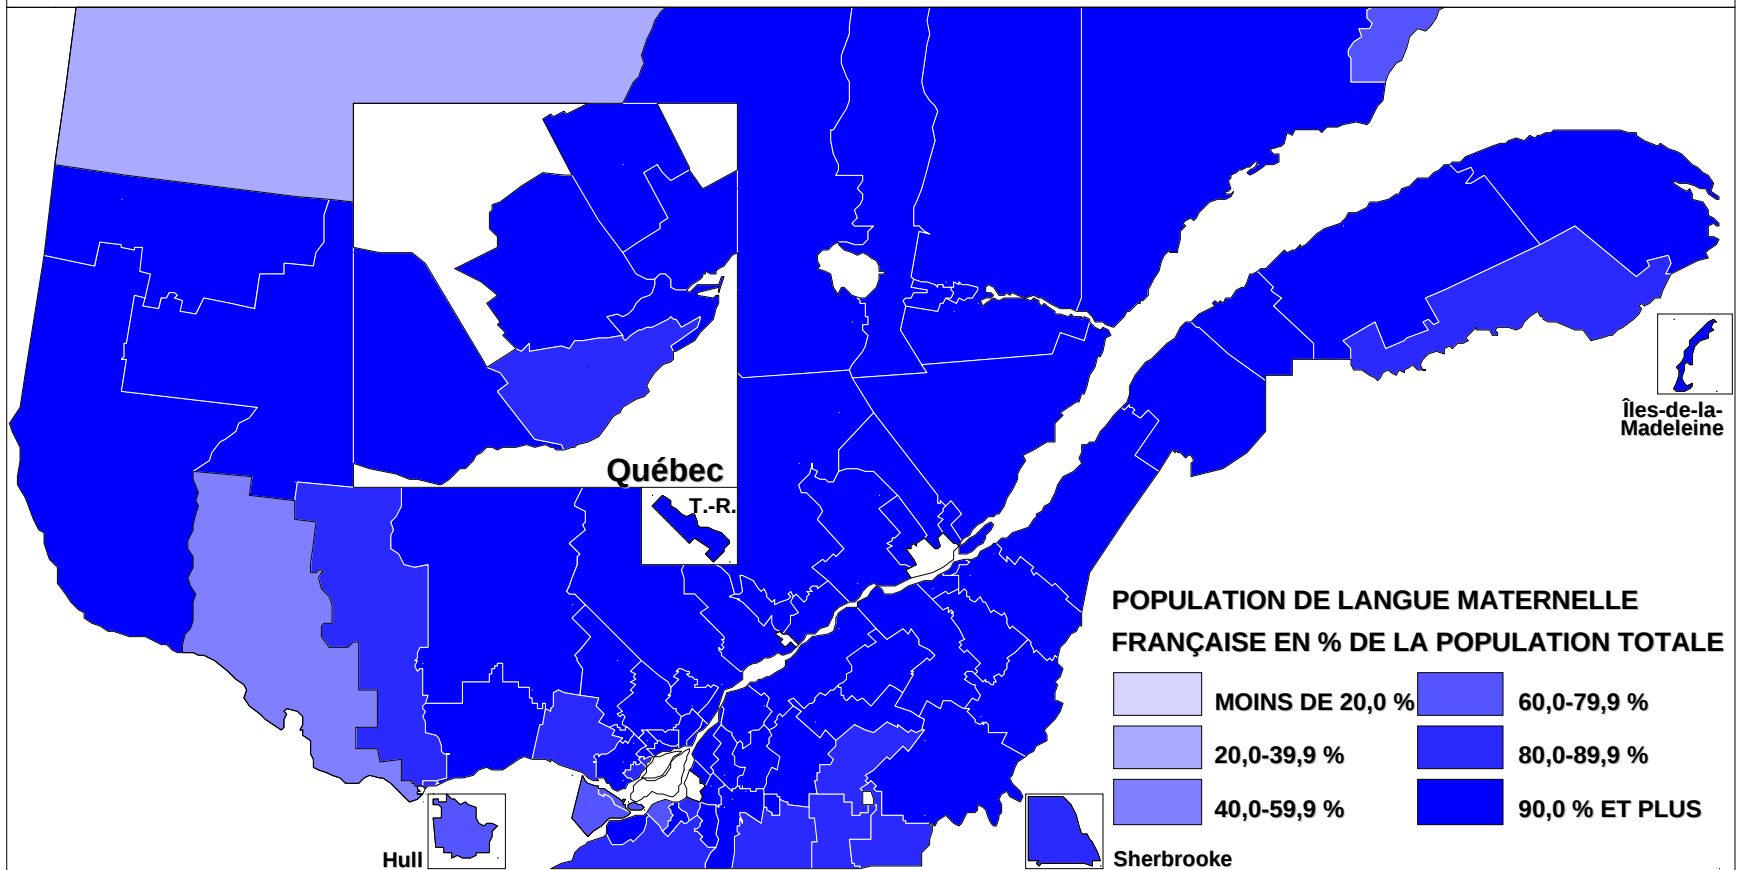 Québec
T.-R.
Îles-de-la-
Madeleine
POPULATION DE LANGUE MATERNELLE
FRANÇAISE EN % DE LA POPULATION TOTALE
MOINS DE 20,0 %
60,0-79,9 %
20,0-39,9 %
80,0-89,9 %
40,0-59,9 %
90,0 % ET PLUS
Hull
Sherbrooke